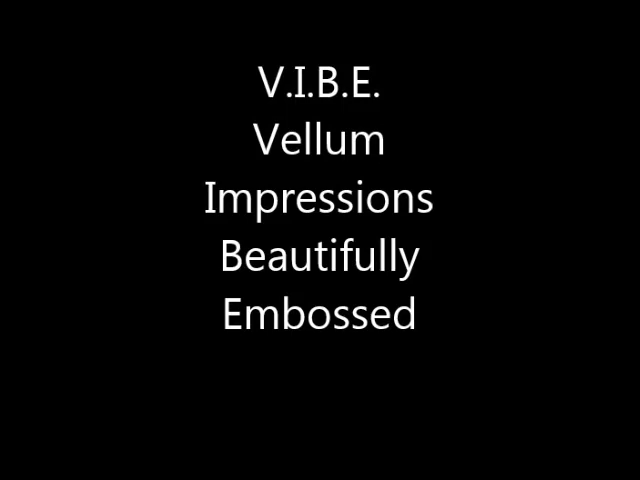 V.I.B.E.
Vellum
Impressions
Beautifully
Embossed